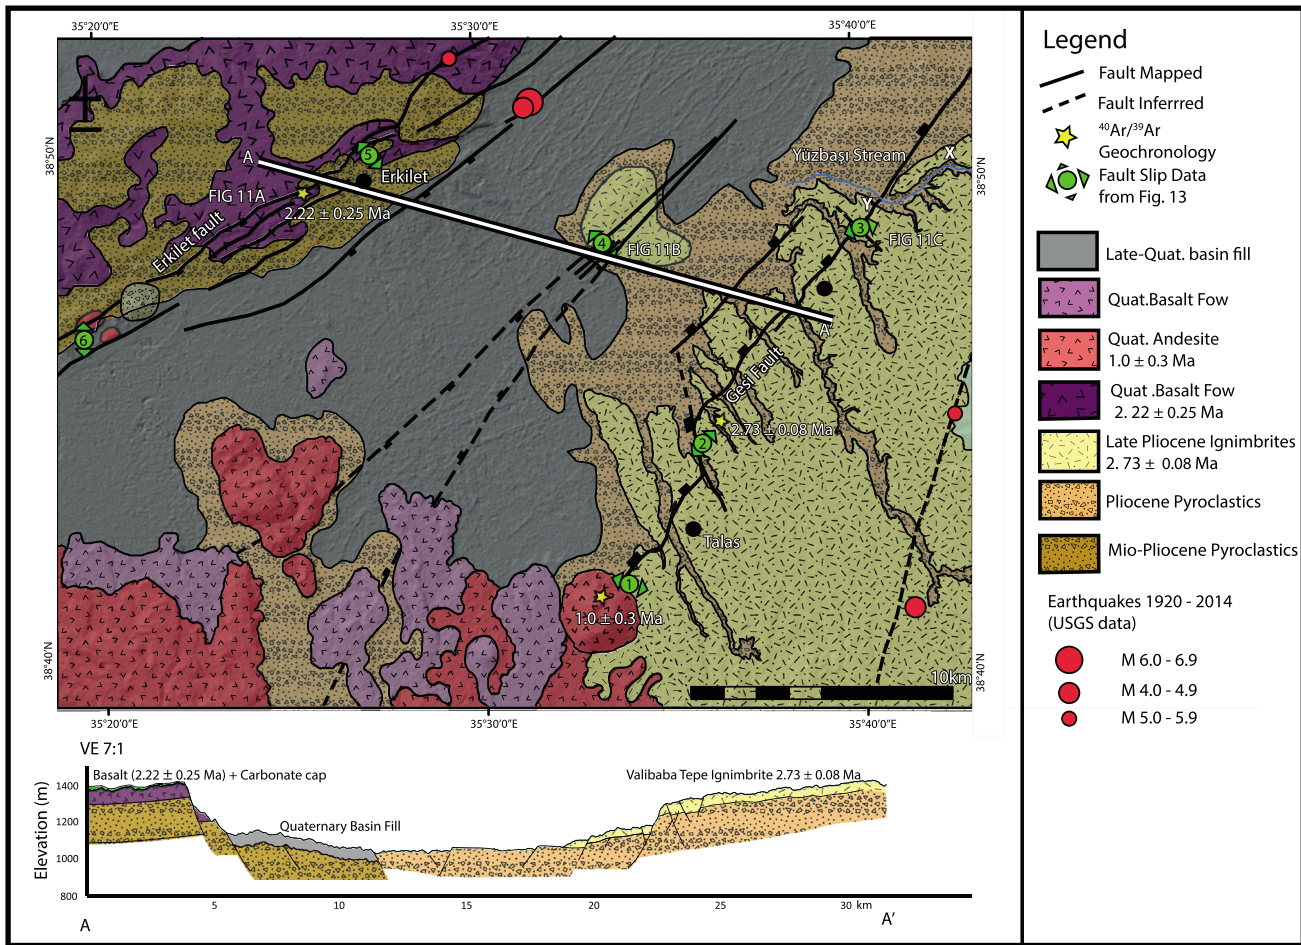 35°20'0"E
35°30'0"E
35°40'0"E
38°50'N
38°50'N
A
5
Erkilet
FIG 11A
2.22 ± 0.25 Ma
Erkilet fault
6
Yüzbaşı Stream
X
Y
3
FIG 11C
4
FIG 11B
A'
Gesi Fault
2.73 ± 0.08 Ma
2
Talas
1
1.0 ± 0.3 Ma
38°40'N
38°40'N
10km
35°20'0"E
35°30'0"E
35°40'0"E
Legend
Fault Mapped
Fault Inferrred
40Ar/39Ar
Geochronology
Fault Slip Data
from Fig. 13
Late-Quat. basin fill
Quat.Basalt Fow
Quat. Andesite
1.0 ± 0.3 Ma
Quat .Basalt Fow
2. 22 ± 0.25 Ma
Late Pliocene Ignimbrites
2. 73 ± 0.08 Ma
Pliocene Pyroclastics
Mio-Pliocene Pyroclastics
Earthquakes 1920 - 2014
(USGS data)
M 6.0 - 6.9
M 4.0 - 4.9
M 5.0 - 5.9
VE 7:1
Basalt (2.22 ± 0.25 Ma) + Carbonate cap
Valibaba Tepe Ignimbrite 2.73 ± 0.08 Ma
Quaternary Basin Fill
Elevation (m)
1400
1200
1000
800
5
10
15
20
25
30 km
A
A'